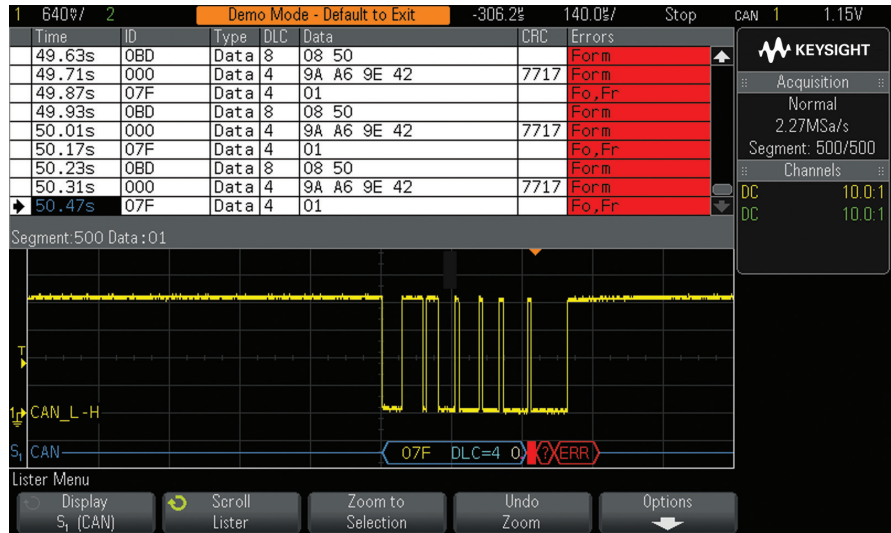 1 640㎷/ 2 Demo Mode - Default to Exit -306.2㎲ 140.0㎲/ Stop CAN 1 1.15V
Time ID Type DLC Data CRC Errors
49.63s 0BD Data 8 08 50 Form
49.71s 000 Data 4 9A A6 9E 42 7717 Form
49.87s 07F Data 4 01 Fo,Fr
49.93s 0BD Data 8 08 50 Form
50.01s 000 Data 4 9A A6 9E 42 7717 Form
50.17s 07F Data 4 01 Fo,Fr
50.23s 0BD Data 8 08 50 Form
50.31s 000 Data 4 9A A6 9E 42 7717 Form
50.47s 07F Data 4 01 Fo,Fr
Segment:500 Data:01
KEYSIGHT
Acquisition
Normal
2.27MSa/s
Segment: 500/500
Channels
DC 10.0:1
DC 10.0:1
T
1 CAN_L-H
S₁ CAN 07F DLC=4 0 ? ERR
Lister Menu
Display
S₁ (CAN)
Scroll
Lister
Zoom to
Selection
Undo
Zoom
Options